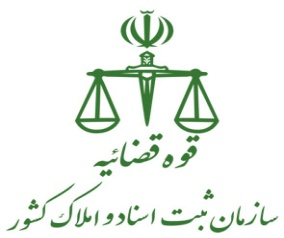 قوه قضائیه
سازمان ثبت اسناد و املاک کشور